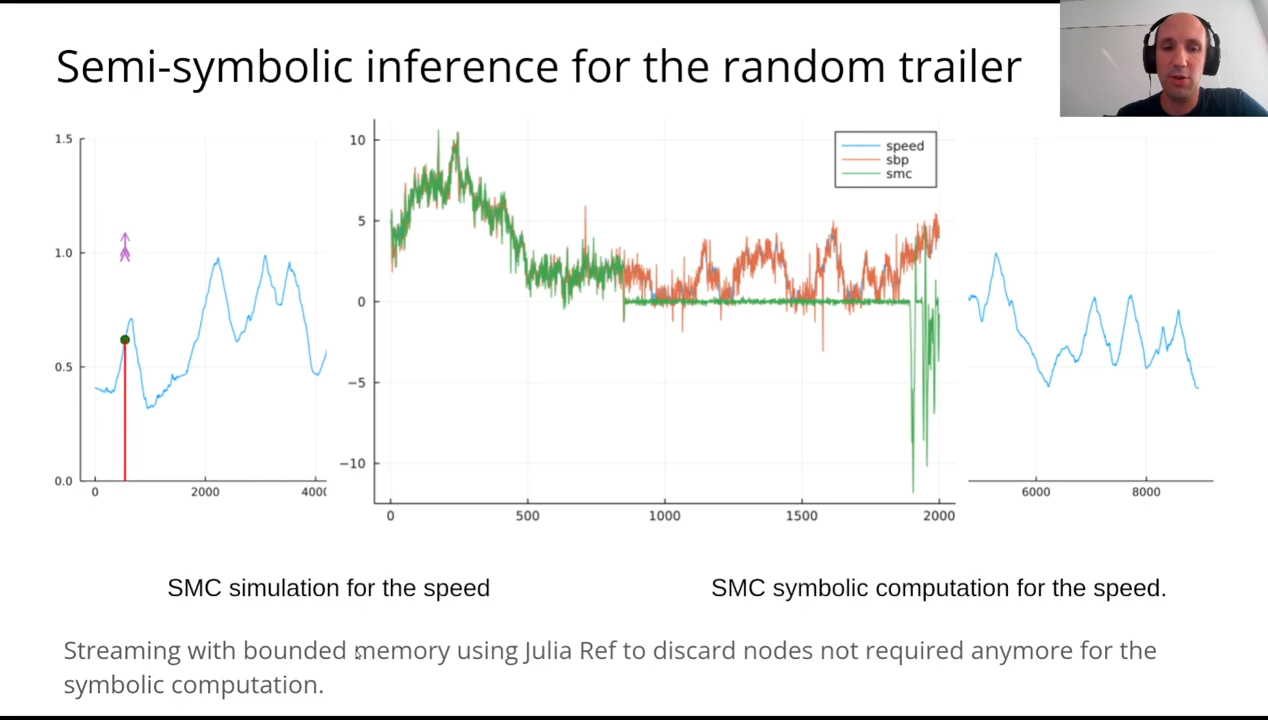 Semi-symbolic inference for the random trailer
1.5
1.0
0.5
0.0
0
2000
4000
10
5
0
−5
−10
0
500
1000
1500
2000
speed
sbp
smc
6000
8000
SMC simulation for the speed
SMC symbolic computation for the speed.
Streaming with bounded memory using Julia Ref to discard nodes not required anymore for the
symbolic computation.